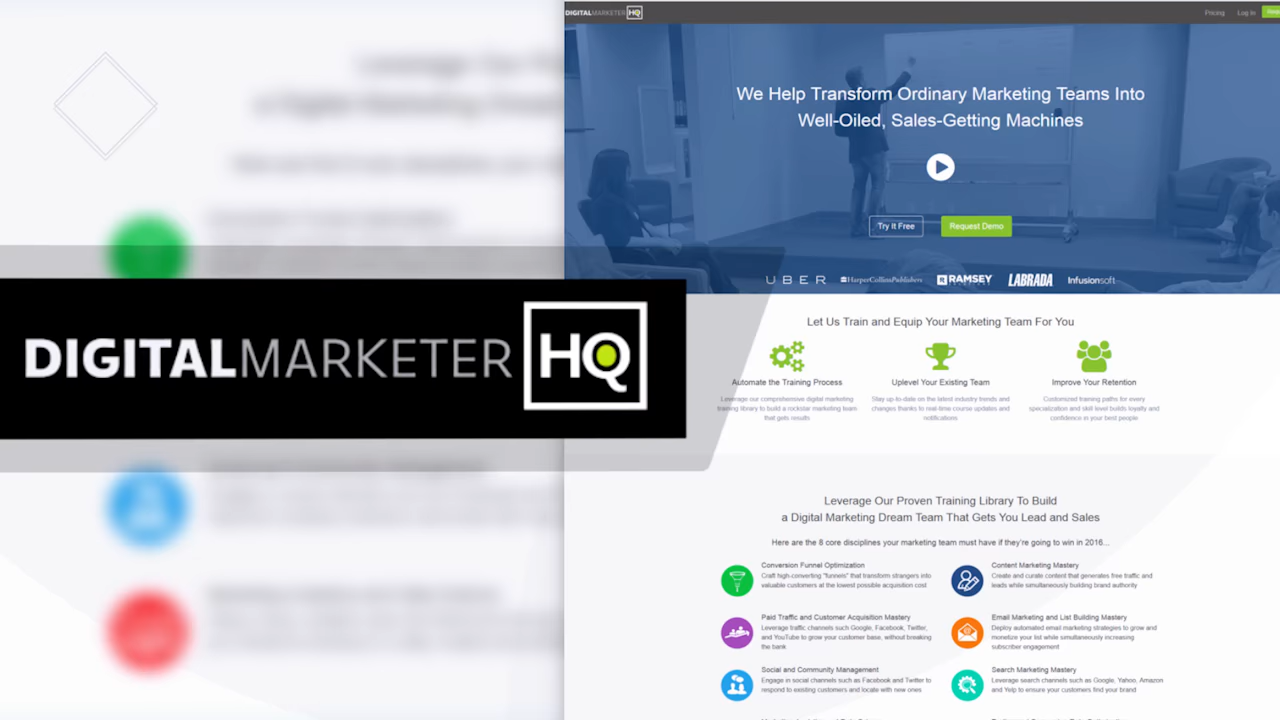 DIGITALMARKETER HQ
Pricing
Log In
We Help Transform Ordinary Marketing Teams Into
Well-Oiled, Sales-Getting Machines
Try It Free
Request Demo
UBER
HarperCollinsPublishers
RAMSEY
LABRADA
Infusionsoft
DIGITALMARKETER HQ
Let Us Train and Equip Your Marketing Team For You
Automate the Training Process
Leverage our comprehensive digital marketing
training library to build a rockstar marketing team
that gets results
Uplevel Your Existing Team
Stay up-to-date on the latest industry trends and
changes thanks to real-time course updates and
notifications
Improve Your Retention
Customized training paths for every
specialization and skill level builds loyalty and
confidence in your best people
Leverage Our Proven Training Library To Build
a Digital Marketing Dream Team That Gets You Lead and Sales
Here are the 8 core disciplines your marketing team must have if they're going to win in 2016...
Conversion Funnel Optimization
Craft high-converting "funnels" that transform strangers into
valuable customers at the lowest possible acquisition cost
Content Marketing Mastery
Create and curate content that generates free traffic and
leads while simultaneously building brand authority
Paid Traffic and Customer Acquisition Mastery
Leverage traffic channels such Google, Facebook, Twitter,
and YouTube to grow your customer base, without breaking
the bank
Email Marketing and List Building Mastery
Deploy automated email marketing strategies to grow and
monetize your list while simultaneously increasing
subscriber engagement
Social and Community Management
Engage in social channels such as Facebook and Twitter to
respond to existing customers and locate with new ones
Search Marketing Mastery
Leverage search channels such as Google, Yahoo, Amazon
and Yelp to ensure your customers find your brand